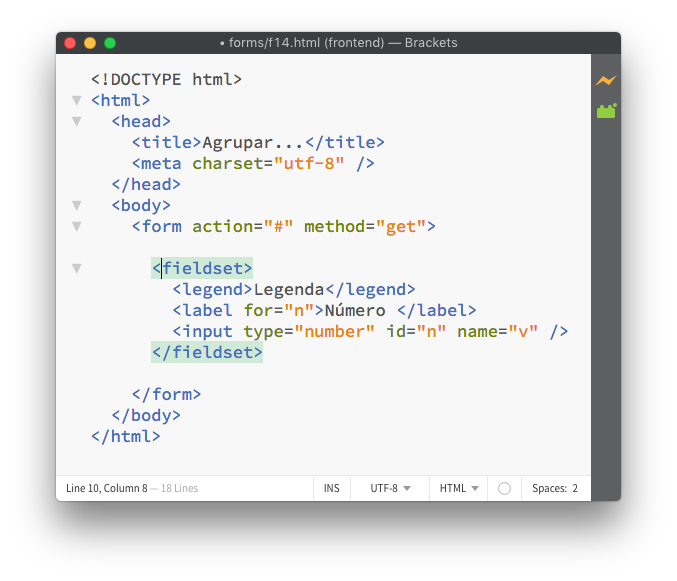 • forms/f14.html (frontend) — Brackets
<!DOCTYPE html>
<html>
<head>
<title>Agrupar...</title>
<meta charset="utf-8" />
</head>
<body>
<form action="#" method="get">
<fieldset>
<legend>Legenda</legend>
<label for="n">Número </label>
<input type="number" id="n" name="v" />
</fieldset>
</form>
</body>
</html>
Line 10, Column 8 — 18 Lines INS UTF-8 HTML Spaces: 2